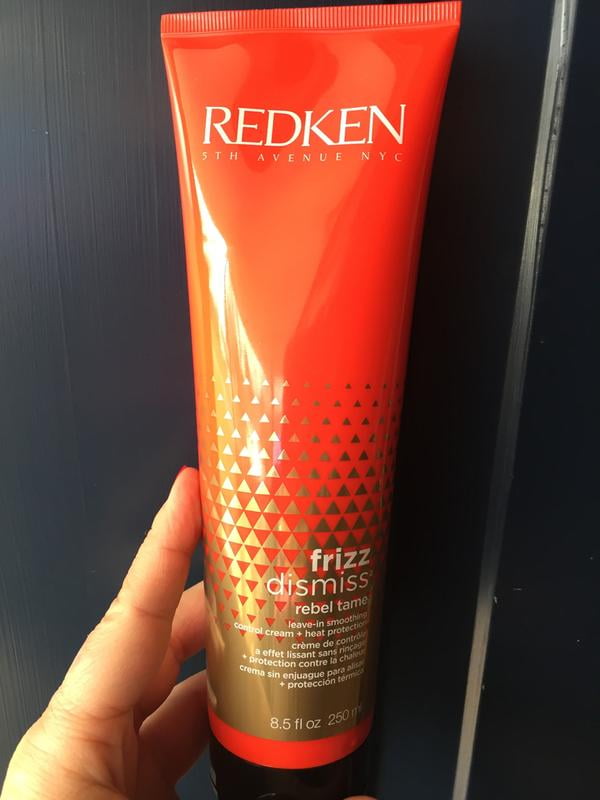 REDKEN
5TH AVENUE NYC
frizz
dismiss
rebel tame
leave-in smoothing
control cream + heat protection
crème de contrôle
a effet lissant sans rinçage
+ protection contre la chaleur
crema sin enjuague para alisar
+ protección térmica
8.5 fl oz 250 ml